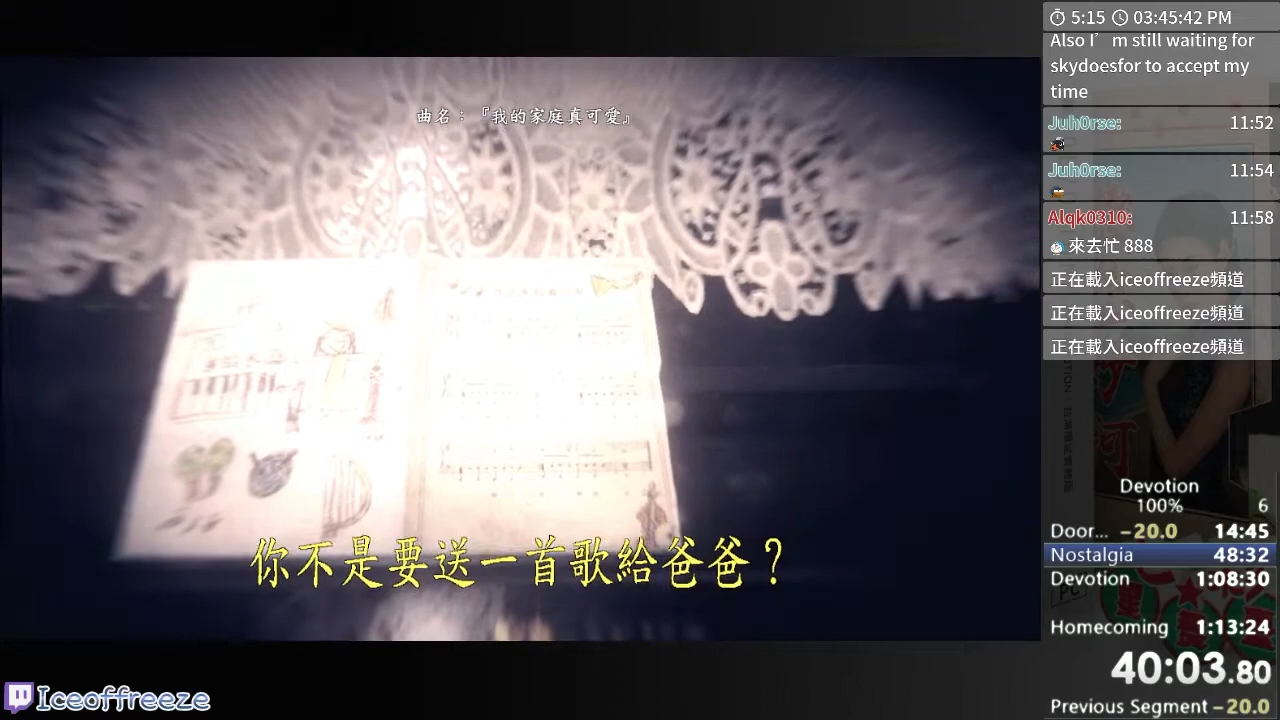 曲名：『我的家庭真可愛』
你不是要送一首歌給爸爸？
Iceoffreeze
5:15 03:45:42 PM
Also I’m still waiting for
skydoesfor to accept my
time
Juh0rse: 11:52
Juh0rse: 11:54
Alqk0310: 11:58
來去忙 888
正在載入iceoffreeze頻道
正在載入iceoffreeze頻道
正在載入iceoffreeze頻道
Devotion
100% 6
Door... −20.0 14:45
Nostalgia 48:32
Devotion 1:08:30
Homecoming 1:13:24
40:03.80
Previous Segment −20.0